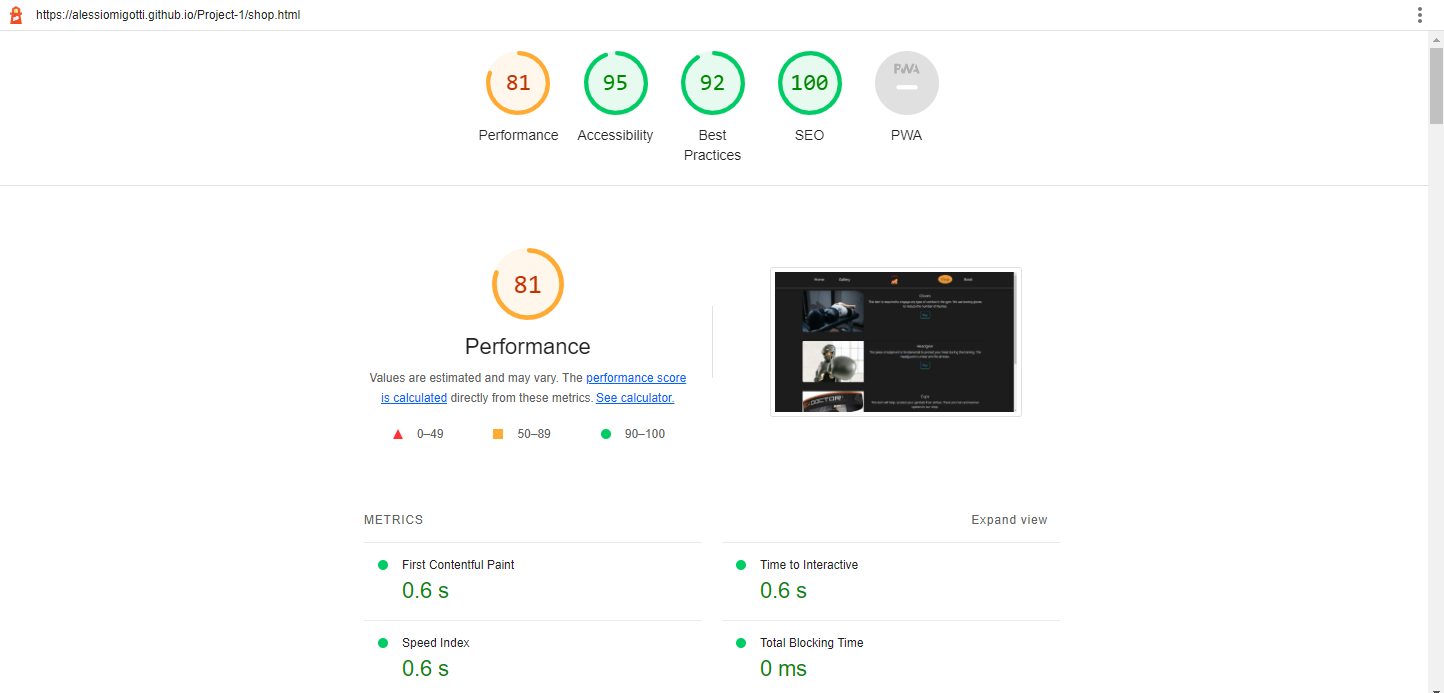 https://alessiomigotti.github.io/Project-1/shop.html
81
95
92
100
PWA
Performance
Accessibility
Best
Practices
SEO
PWA
81
Performance
Values are estimated and may vary. The performance score
is calculated directly from these metrics. See calculator.
0–49
50–89
90–100
Home
Gallery
Shop
Book
Gloves
Headgear
DOCTOR
METRICS
Expand view
First Contentful Paint
0.6 s
Time to Interactive
0.6 s
Speed Index
0.6 s
Total Blocking Time
0 ms